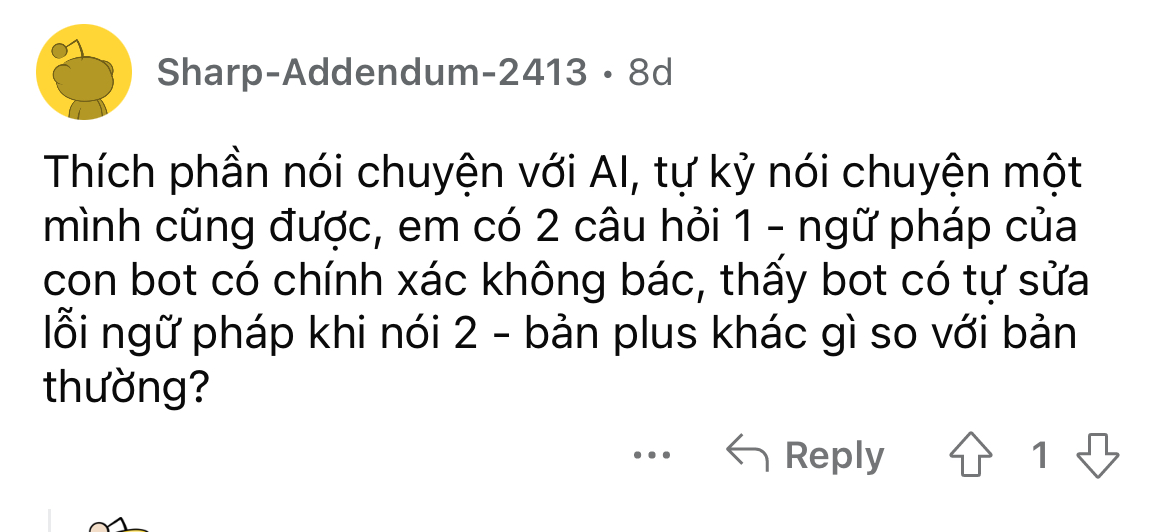 Sharp-Addendum-2413 · 8d
Thích phần nói chuyện với AI, tự kỷ nói chuyện một
mình cũng được, em có 2 câu hỏi 1 - ngữ pháp của
con bot có chính xác không bác, thấy bot có tự sửa
lỗi ngữ pháp khi nói 2 - bản plus khác gì so với bản
thường?
... Reply 1